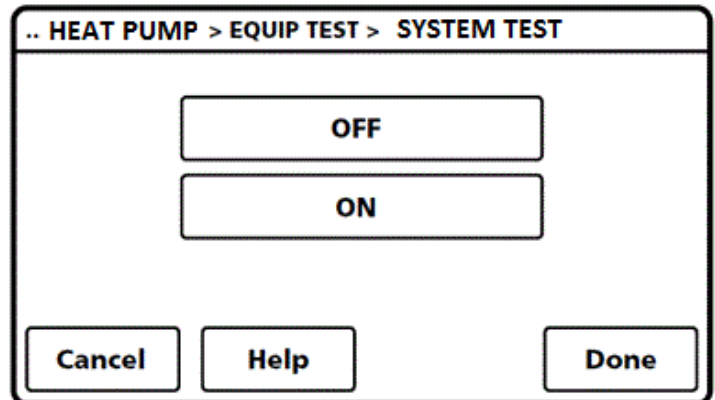 .. HEAT PUMP > EQUIP TEST > SYSTEM TEST
OFF
ON
Cancel Help Done